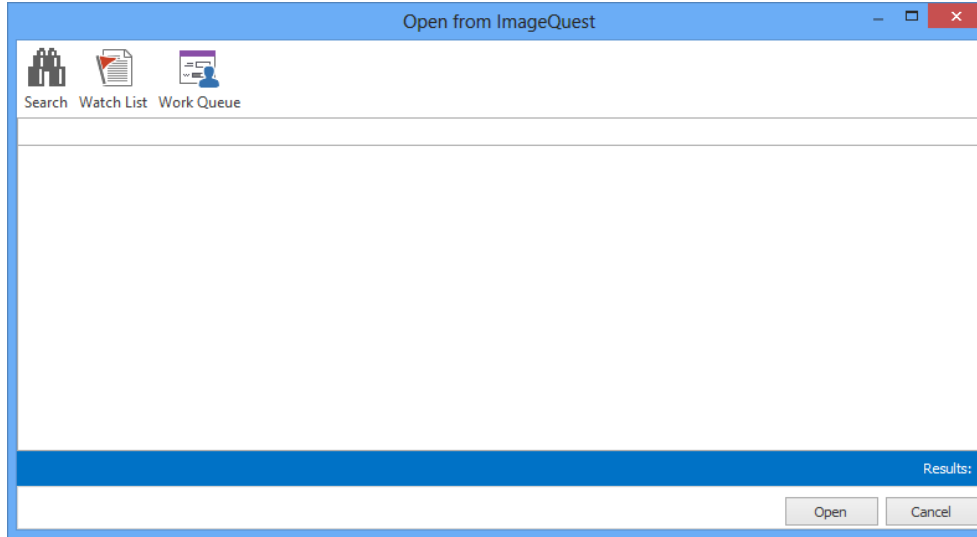 Open from ImageQuest
Search Watch List Work Queue
Results:
Open Cancel